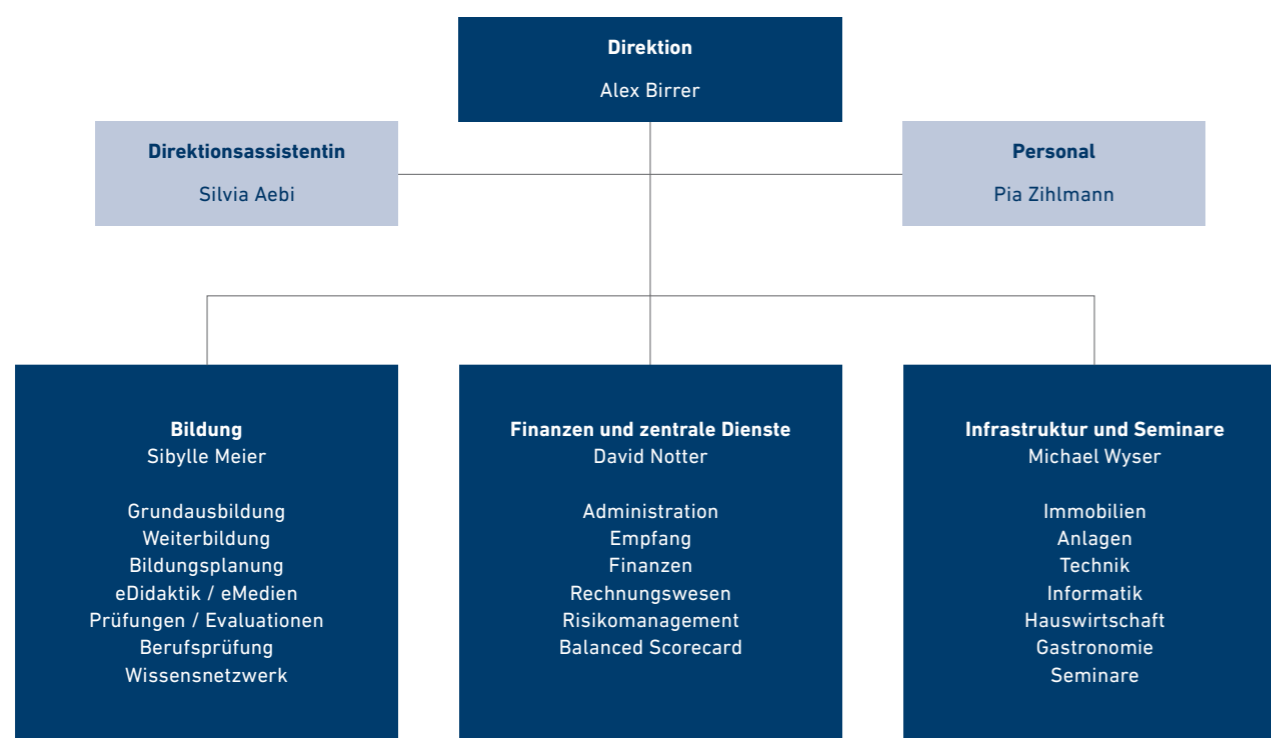 Direktion
Alex Birrer
Direktionsassistentin
Silvia Aebi
Personal
Pia Zihlmann
Bildung
Sibylle Meier
Grundausbildung
Weiterbildung
Bildungsplanung
eDidaktik / eMedien
Prüfungen / Evaluationen
Berufsprüfung
Wissensnetzwerk
Finanzen und zentrale Dienste
David Notter
Administration
Empfang
Finanzen
Rechnungswesen
Risikomanagement
Balanced Scorecard
Infrastruktur und Seminare
Michael Wyser
Immobilien
Anlagen
Technik
Informatik
Hauswirtschaft
Gastronomie
Seminare